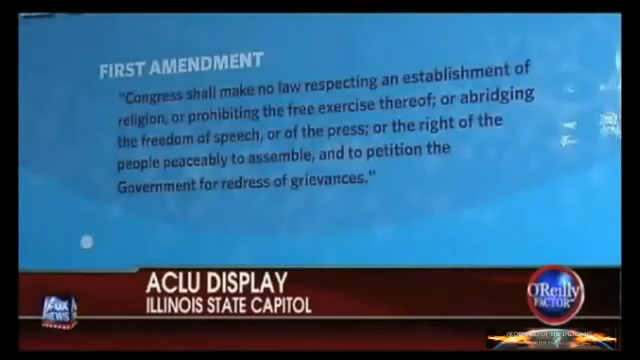 FIRST AMENDMENT
"Congress shall make no law respecting an establishment of
religion, or prohibiting the free exercise thereof; or abridging
the freedom of speech, or of the press; or the right of the
people peaceably to assemble, and to petition the
Government for redress of grievances."
ACLU DISPLAY
ILLINOIS STATE CAPITOL
FOX
NEWS
O'Reilly
FACTOR